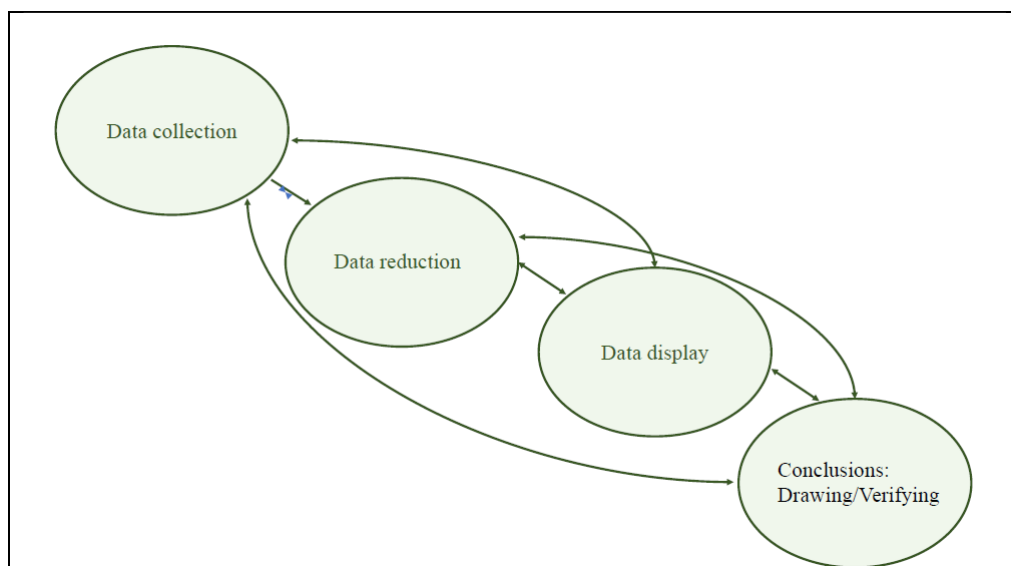 Data collection
Data reduction
Data display
Conclusions:
Drawing/Verifying